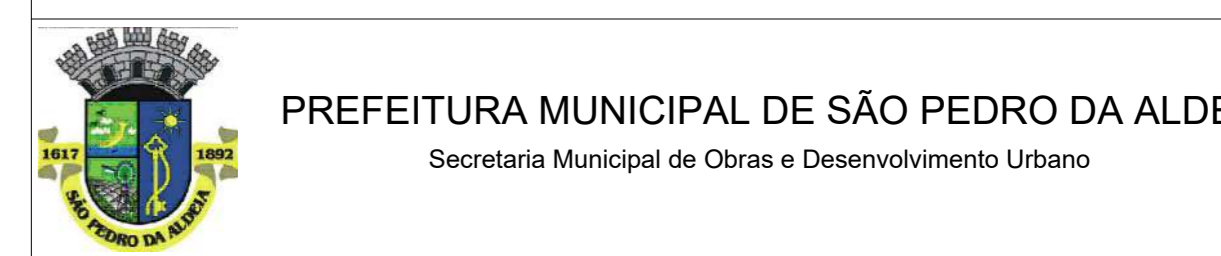 PREFEITURA MUNICIPAL DE SÃO PEDRO DA ALDE
Secretaria Municipal de Obras e Desenvolvimento Urbano
1617 1892
SÃO PEDRO DA ALDEIA